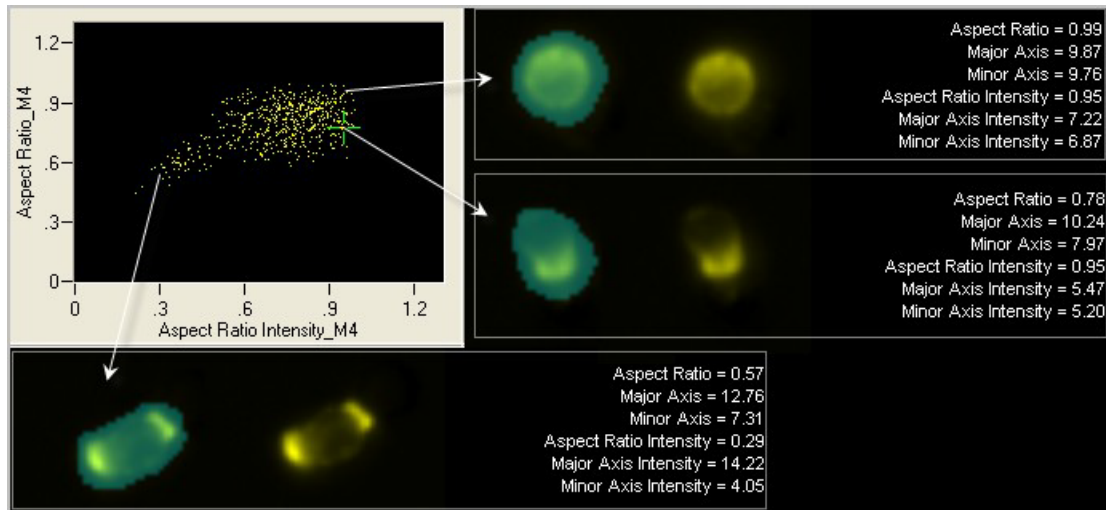 1.2
.9
.6
.3
0
Aspect Ratio_M4
0 .3 .6 .9 1.2
Aspect Ratio Intensity_M4
Aspect Ratio = 0.99
Major Axis = 9.87
Minor Axis = 9.76
Aspect Ratio Intensity = 0.95
Major Axis Intensity = 7.22
Minor Axis Intensity = 6.87
Aspect Ratio = 0.78
Major Axis = 10.24
Minor Axis = 7.97
Aspect Ratio Intensity = 0.95
Major Axis Intensity = 5.47
Minor Axis Intensity = 5.20
Aspect Ratio = 0.57
Major Axis = 12.76
Minor Axis = 7.31
Aspect Ratio Intensity = 0.29
Major Axis Intensity = 14.22
Minor Axis Intensity = 4.05